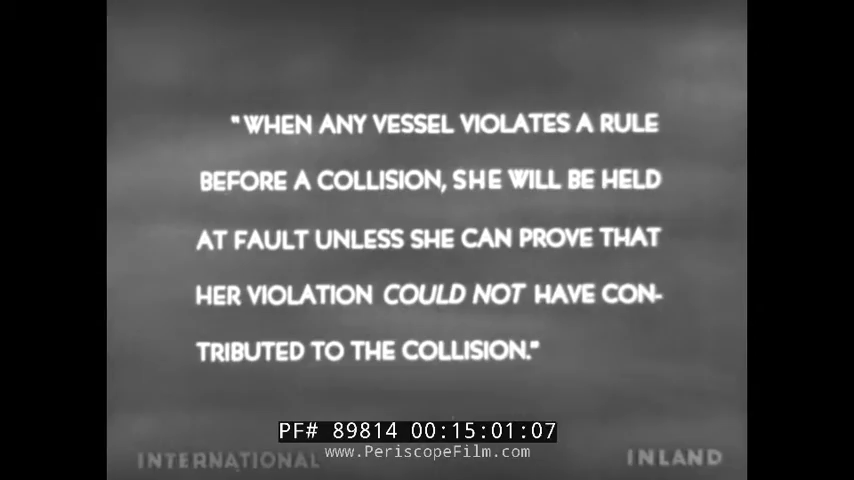 "WHEN ANY VESSEL VIOLATES A RULE
BEFORE A COLLISION, SHE WILL BE HELD
AT FAULT UNLESS SHE CAN PROVE THAT
HER VIOLATION COULD NOT HAVE CON-
TRIBUTED TO THE COLLISION."
PF# 89814 00:15:01:07
INTERNATIONAL
www.PeriscopeFilm.com
INLAND